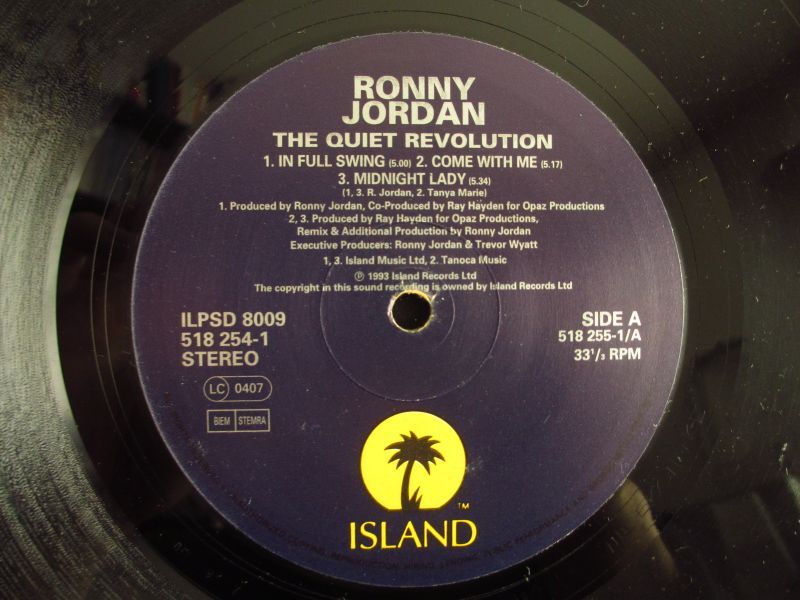 RONNY
JORDAN
THE QUIET REVOLUTION
1. IN FULL SWING (5.00) 2. COME WITH ME (5.17)
3. MIDNIGHT LADY (5.34)
(1, 3. R. Jordan, 2. Tanya Marie)
1. Produced by Ronny Jordan, Co-Produced by Ray Hayden for Opaz Productions
2, 3. Produced by Ray Hayden for Opaz Productions,
Remix & Additional Production by Ronny Jordan
Executive Producers: Ronny Jordan & Trevor Wyatt
1, 3. Island Music Ltd, 2. Tanoca Music
℗ 1993 Island Records Ltd
The copyright in this sound recording is owned by Island Records Ltd
ILPSD 8009
518 254-1
STEREO
SIDE A
518 255-1/A
33¹/₃ RPM
LC 0407
BIEM STEMRA
TM
ISLAND